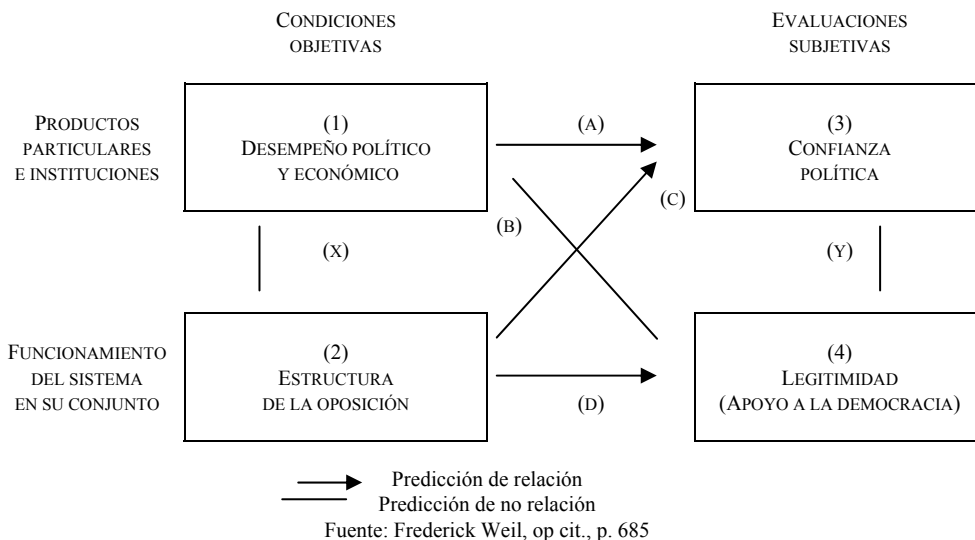 CONDICIONES
OBJETIVAS
EVALUACIONES
SUBJETIVAS
PRODUCTOS
PARTICULARES
E INSTITUCIONES
(1)
DESEMPEÑO POLÍTICO
Y ECONÓMICO
(A)
(3)
CONFIANZA
POLÍTICA
(C)
(B)
(X)
(Y)
FUNCIONAMIENTO
DEL SISTEMA
EN SU CONJUNTO
(2)
ESTRUCTURA
DE LA OPOSICIÓN
(D)
(4)
LEGITIMIDAD
(APOYO A LA DEMOCRACIA)
Predicción de relación
Predicción de no relación
Fuente: Frederick Weil, op cit., p. 685